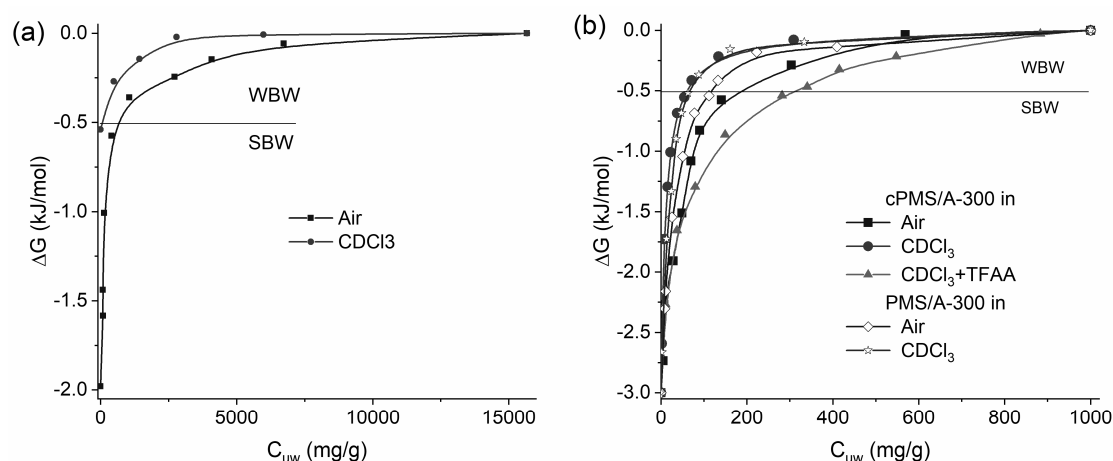 (a)
0.0
-0.5
-1.0
-1.5
-2.0
ΔG (kJ/mol)
WBW
SBW
Air
CDCl3
0
5000
10000
15000
C_uw (mg/g)
(b)
0.0
-0.5
-1.0
-1.5
-2.0
-2.5
-3.0
ΔG (kJ/mol)
WBW
SBW
cPMS/A-300 in
Air
CDCl₃
CDCl₃+TFAA
PMS/A-300 in
Air
CDCl₃
0
200
400
600
800
1000
C_uw (mg/g)